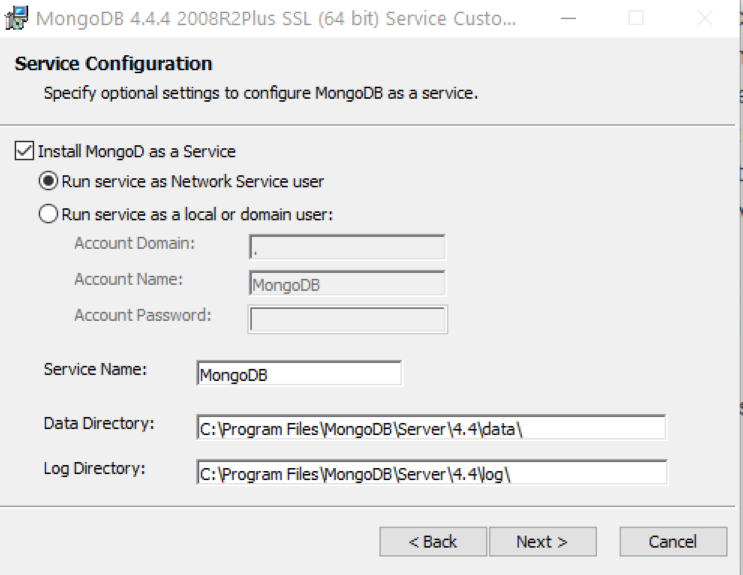 MongoDB 4.4.4 2008R2Plus SSL (64 bit) Service Custo...
Service Configuration
Specify optional settings to configure MongoDB as a service.
Install MongoD as a Service
Run service as Network Service user
Run service as a local or domain user:
Account Domain: .
Account Name: MongoDB
Account Password:
Service Name: MongoDB
Data Directory: C:\Program Files\MongoDB\Server\4.4\data\
Log Directory: C:\Program Files\MongoDB\Server\4.4\log\
< Back Next > Cancel